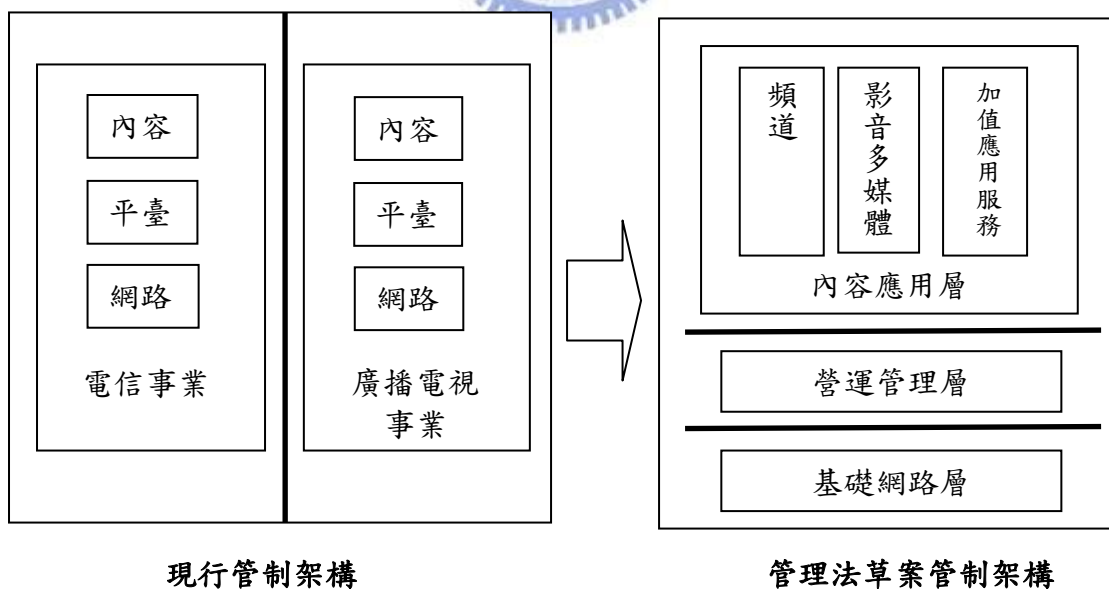 內容
平臺
網路
電信事業
內容
平臺
網路
廣播電視
事業
頻道
影音多媒體
加值應用服務
內容應用層
營運管理層
基礎網路層
現行管制架構
管理法草案管制架構